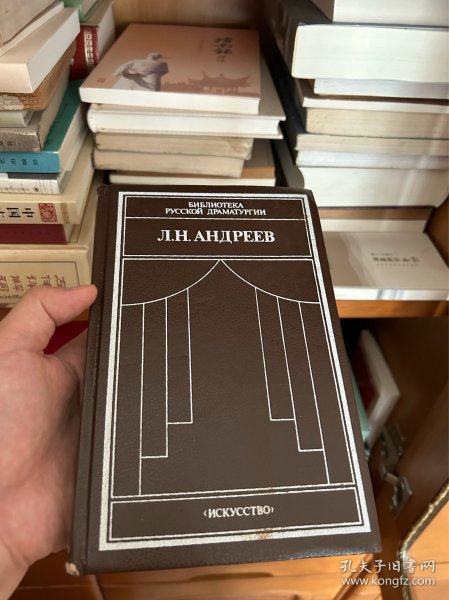 БИБЛИОТЕКА
РУССКОЙ ДРАМАТУРГИИ
Л.Н. АНДРЕЕВ
‹ИСКУССТВО›
孔夫子旧书网
www.kongfz.com